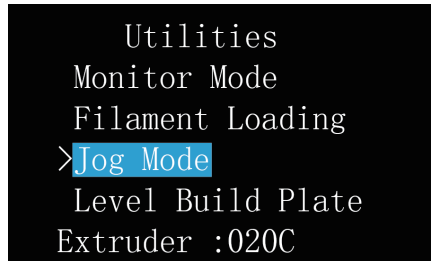 Utilities
Monitor Mode
Filament Loading
>Jog Mode
Level Build Plate
Extruder :020C